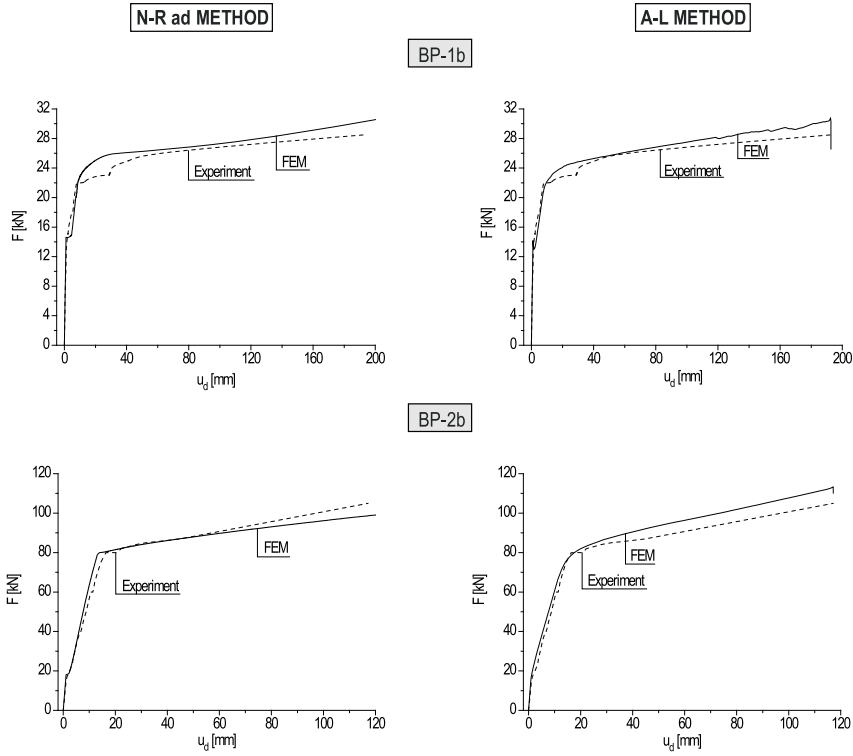 N-R ad METHOD
A-L METHOD
BP-1b
32
28
24
20
16
12
8
4
0
F [kN]
Experiment
FEM
0 40 80 120 160 200
u_d [mm]
32
28
24
20
16
12
8
4
0
F [kN]
Experiment
FEM
0 40 80 120 160 200
u_d [mm]
BP-2b
120
100
80
60
40
20
0
F [kN]
Experiment
FEM
0 20 40 60 80 100 120
u_d [mm]
120
100
80
60
40
20
0
F [kN]
FEM
Experiment
0 20 40 60 80 100 120
u_d [mm]